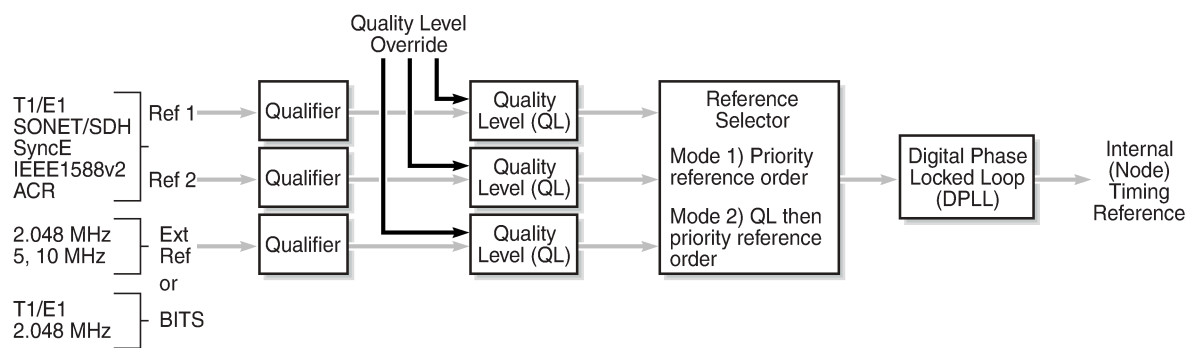 Quality Level
Override
T1/E1
SONET/SDH
SyncE
IEEE1588v2
ACR
Ref 1
Ref 2
2.048 MHz
5, 10 MHz
Ext
Ref
or
T1/E1
2.048 MHz
BITS
Qualifier
Qualifier
Qualifier
Quality
Level (QL)
Quality
Level (QL)
Quality
Level (QL)
Reference
Selector
Mode 1) Priority
reference order
Mode 2) QL then
priority reference
order
Digital Phase
Locked Loop
(DPLL)
Internal
(Node)
Timing
Reference